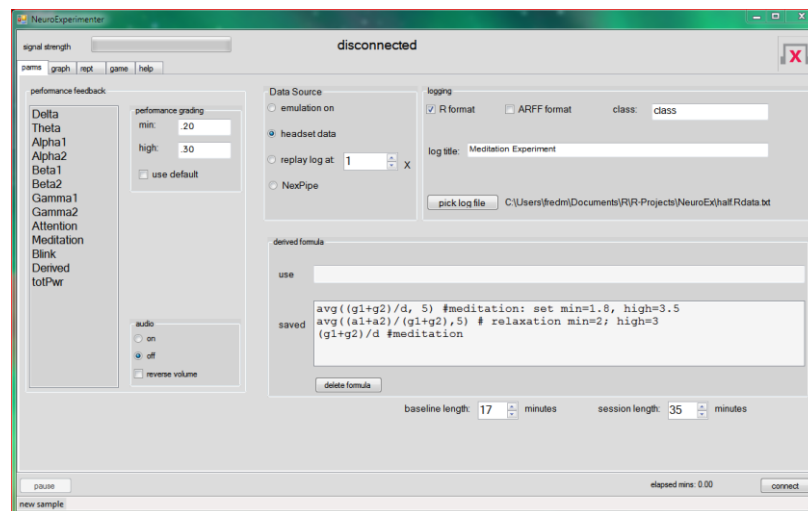 NeuroExperimenter
signal strength
disconnected
X
parms graph rept game help
performance feedback
Delta
Theta
Alpha1
Alpha2
Beta1
Beta2
Gamma1
Gamma2
Attention
Meditation
Blink
Derived
totPwr
performance grading
min: .20
high: .30
use default
audio
on
off
reverse volume
Data Source
emulation on
headset data
replay log at: 1 X
NexPipe
logging
R format ARFF format class: class
log title: Meditation Experiment
pick log file C:\Users\fredm\Documents\R\R-Projects\NeuroEx\half.Rdata.txt
derived formula
use
saved
avg((g1+g2)/d, 5) #meditation: set min=1.8, high=3.5
avg((a1+a2)/(g1+g2),5) # relaxation min=2; high=3
(g1+g2)/d #meditation
delete formula
baseline length: 17 minutes session length: 35 minutes
pause elapsed mins: 0.00 connect
new sample